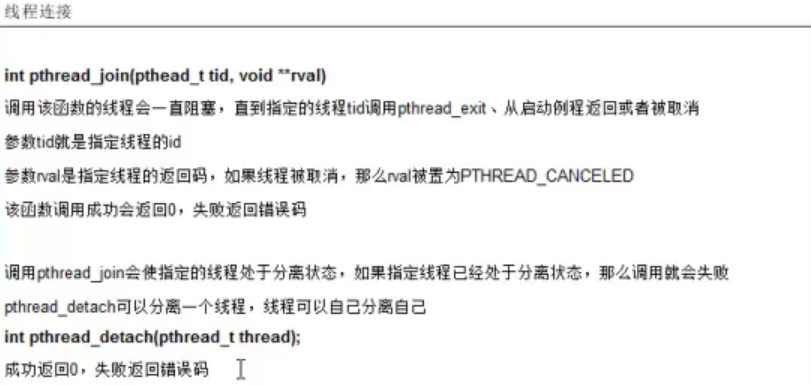 线程连接
int pthread_join(pthead_t tid, void **rval)
调用该函数的线程会一直阻塞，直到指定的线程tid调用pthread_exit、从启动例程返回或者被取消
参数tid就是指定线程的id
参数rval是指定线程的返回码，如果线程被取消，那么rval被置为PTHREAD_CANCELED
该函数调用成功会返回0，失败返回错误码
调用pthread_join会使指定的线程处于分离状态，如果指定线程已经处于分离状态，那么调用就会失败
pthread_detach可以分离一个线程，线程可以自己分离自己
int pthread_detach(pthread_t thread);
成功返回0，失败返回错误码